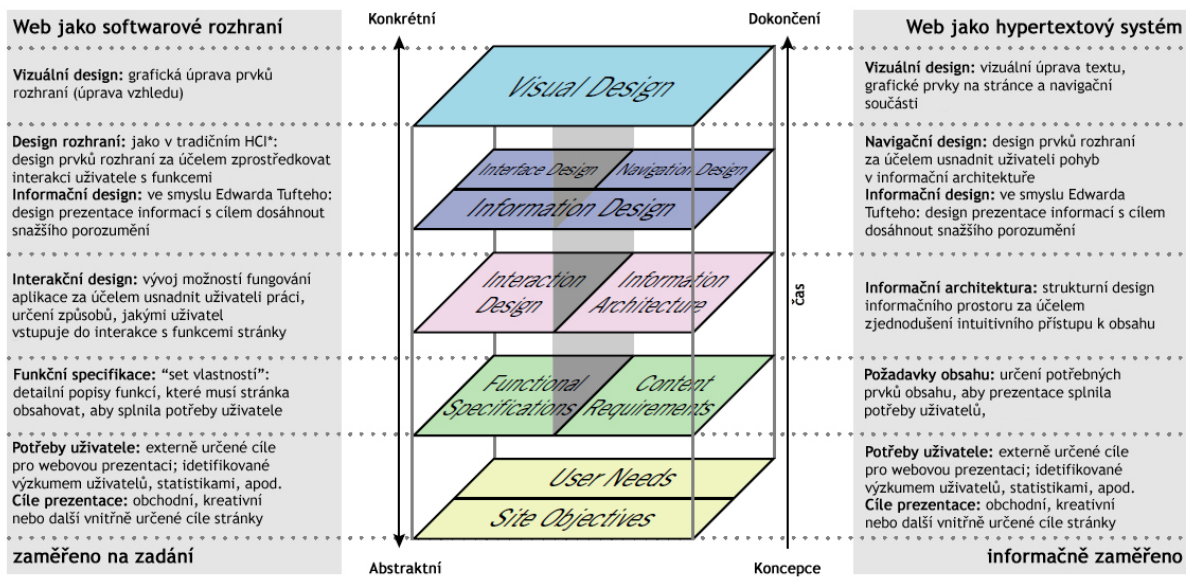 Web jako softwarové rozhraní
Vizuální design: grafická úprava prvků
rozhraní (úprava vzhledu)
Design rozhraní: jako v tradičním HCI*:
design prvků rozhraní za účelem zprostředkovat
interakci uživatele s funkcemi
Informační design: ve smyslu Edwarda Tufteho:
design prezentace informací s cílem dosáhnout
snažšího porozumění
Interakční design: vývoj možností fungování
aplikace za účelem usnadnit uživateli práci,
určení způsobů, jakými uživatel
vstupuje do interakce s funkcemi stránky
Funkční specifikace: “set vlastností”:
detailní popisy funkcí, které musí stránka
obsahovat, aby splnila potřeby uživatele
Potřeby uživatele: externě určené cíle
pro webovou prezentaci; idetifikované
výzkumem uživatelů, statistikami, apod.
Cíle prezentace: obchodní, kreativní
nebo další vnitřně určené cíle stránky
zaměřeno na zadání
Konkrétní
Dokončení
Visual Design
Interface Design
Navigation Design
Information Design
Interaction
Design
Information
Architecture
Functional
Specifications
Content
Requirements
User Needs
Site Objectives
čas
Abstraktní
Koncepce
Web jako hypertextový systém
Vizuální design: vizuální úprava textu,
grafické prvky na stránce a navigační
součásti
Navigační design: design prvků rozhraní
za účelem usnadnit uživateli pohyb
v informační architektuře
Informační design: ve smyslu Edwarda
Tufteho: design prezentace informací s cílem
dosáhnout snažšího porozumění
Informační architektura: strukturní design
informačního prostoru za účelem
zjednodušení intuitivního přístupu k obsahu
Požadavky obsahu: určení potřebných
prvků obsahu, aby prezentace splnila
potřeby uživatelů,
Potřeby uživatele: externě určené cíle
pro webovou prezentaci; idetifikované
výzkumem uživatelů, statistikami, apod.
Cíle prezentace: obchodní, kreativní
nebo další vnitřně určené cíle stránky
informačně zaměřeno